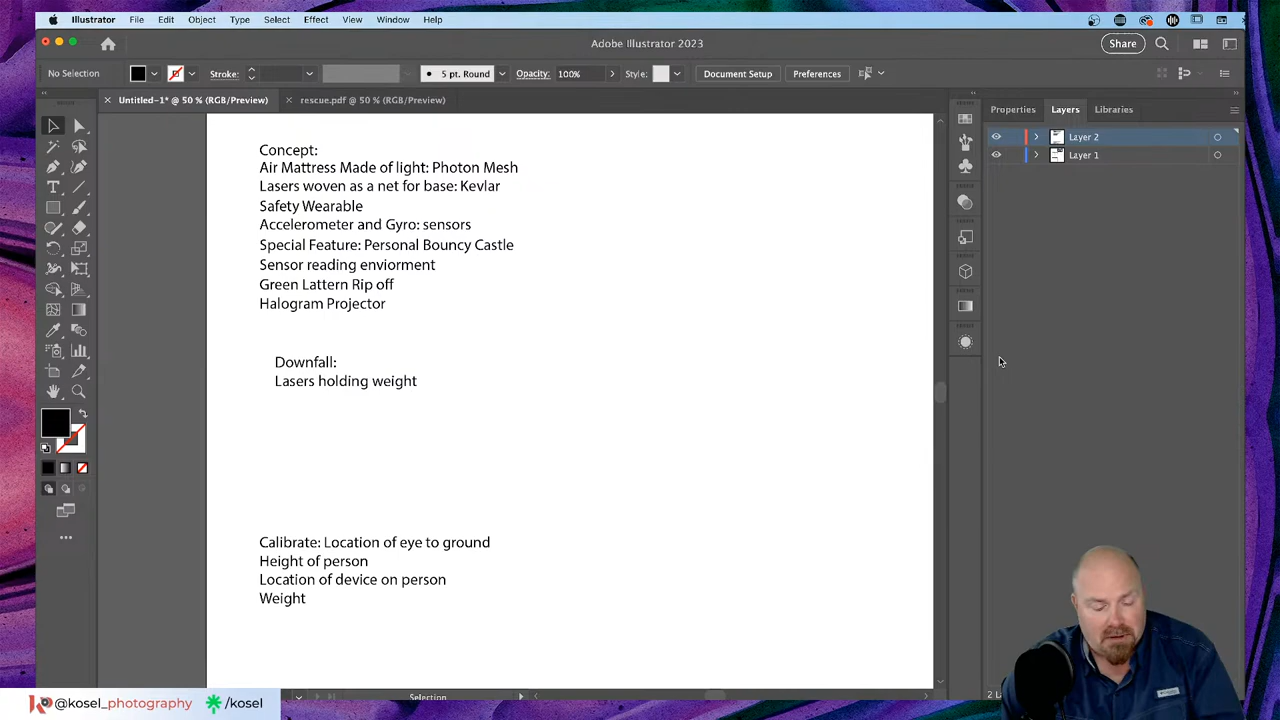 Illustrator File Edit Object Type Select Effect View Window Help
Adobe Illustrator 2023
Share
No Selection
Stroke:
5 pt. Round
Opacity: 100%
Style:
Document Setup
Preferences
Untitled-1* @ 50 % (RGB/Preview)
rescue.pdf @ 50 % (RGB/Preview)
Properties Layers Libraries
Layer 2
Layer 1
Concept:
Air Mattress Made of light: Photon Mesh
Lasers woven as a net for base: Kevlar
Safety Wearable
Accelerometer and Gyro: sensors
Special Feature: Personal Bouncy Castle
Sensor reading enviorment
Green Lattern Rip off
Halogram Projector
Downfall:
Lasers holding weight
Calibrate: Location of eye to ground
Height of person
Location of device on person
Weight
Selection
@kosel_photography /kosel